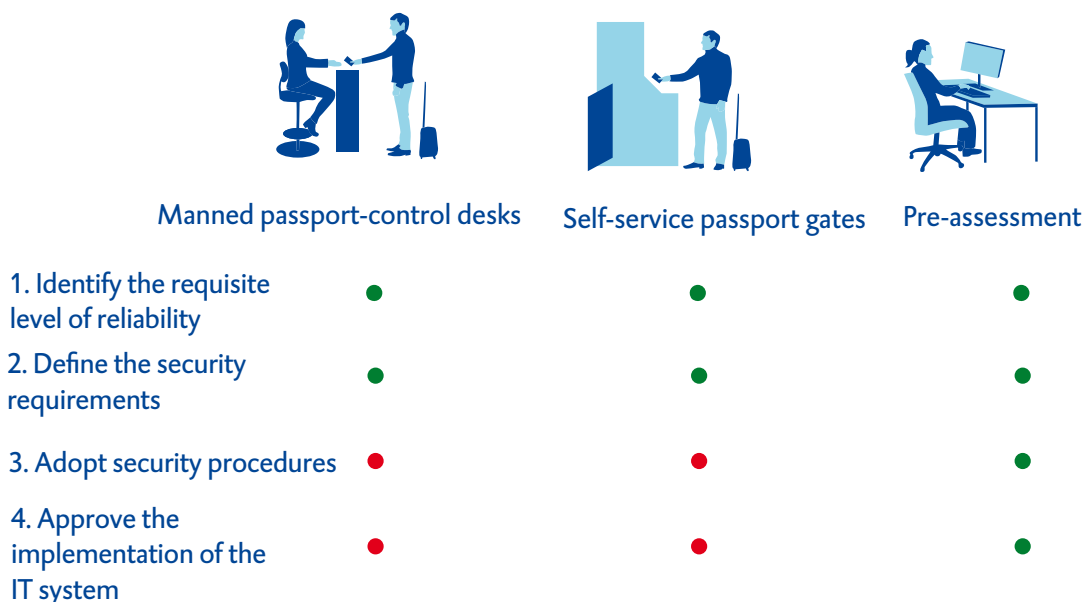 Manned passport-control desks
Self-service passport gates
Pre-assessment
1. Identify the requisite
level of reliability
2. Define the security
requirements
3. Adopt security procedures
4. Approve the
implementation of the
IT system